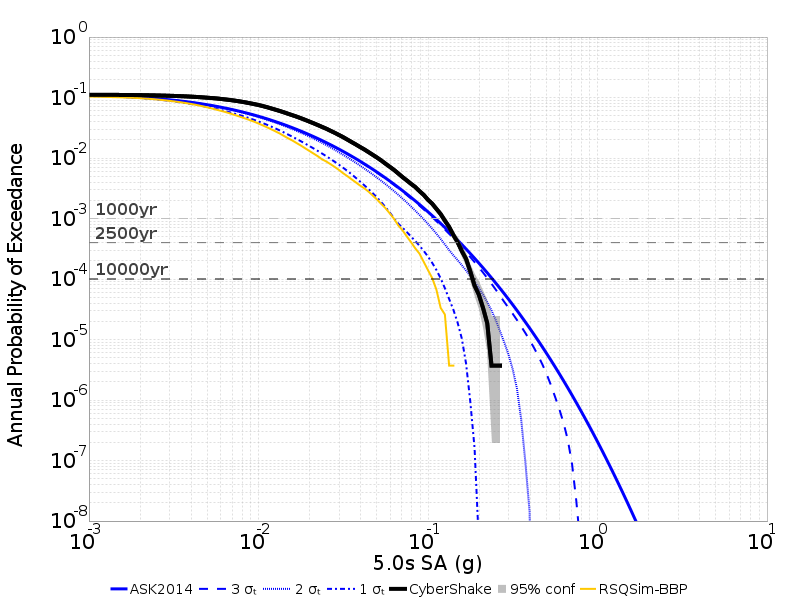 10^0
10^-1
10^-2
10^-3
10^-4
10^-5
10^-6
10^-7
10^-8
Annual Probability of Exceedance
1000yr
2500yr
10000yr
10^-3 10^-2 10^-1 10^0 10^1
5.0s SA (g)
ASK2014 3 σₜ 2 σₜ 1 σₜ CyberShake 95% conf RSQSim-BBP